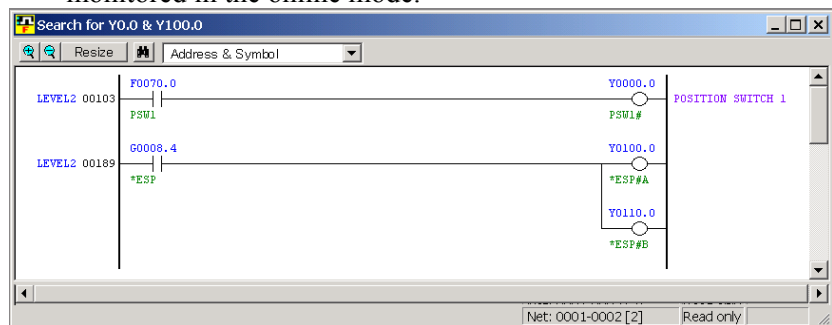 monitored in the online mode.
Search for Y0.0 & Y100.0
Resize Address & Symbol
F0070.0 Y0000.0
LEVEL2 00103 POSITION SWITCH 1
PSW1 PSW1#
G0008.4 Y0100.0
LEVEL2 00189
*ESP *ESP#A
Y0110.0
*ESP#B
Net: 0001-0002 [2] Read only